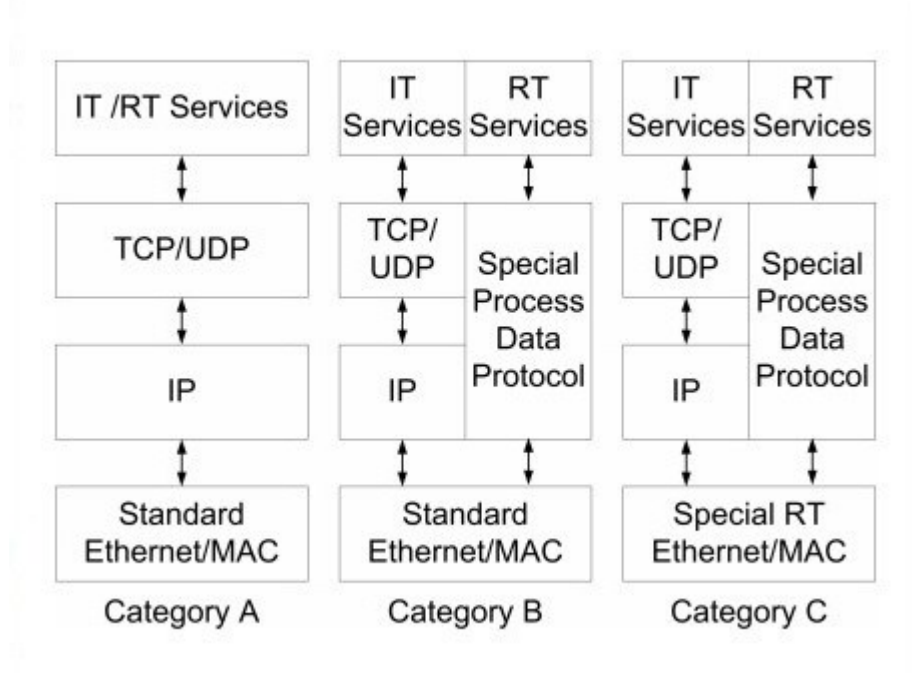 IT /RT Services
TCP/UDP
IP
Standard
Ethernet/MAC
Category A
IT
Services
RT
Services
TCP/
UDP
IP
Special
Process
Data
Protocol
Standard
Ethernet/MAC
Category B
IT
Services
RT
Services
TCP/
UDP
IP
Special
Process
Data
Protocol
Special RT
Ethernet/MAC
Category C